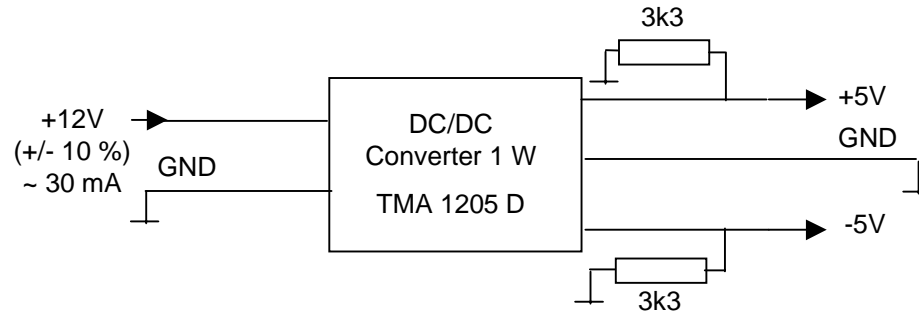 3k3
+12V
(+/- 10 %)
~ 30 mA
GND
DC/DC
Converter 1 W
TMA 1205 D
+5V
GND
-5V
3k3